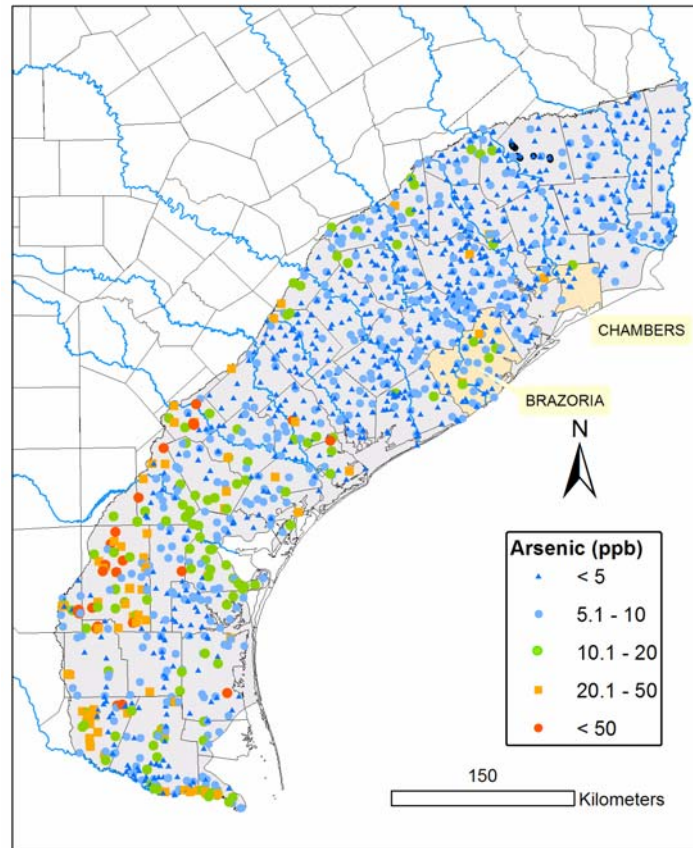 CHAMBERS
BRAZORIA
N
Arsenic (ppb)
< 5
5.1 - 10
10.1 - 20
20.1 - 50
< 50
150
Kilometers